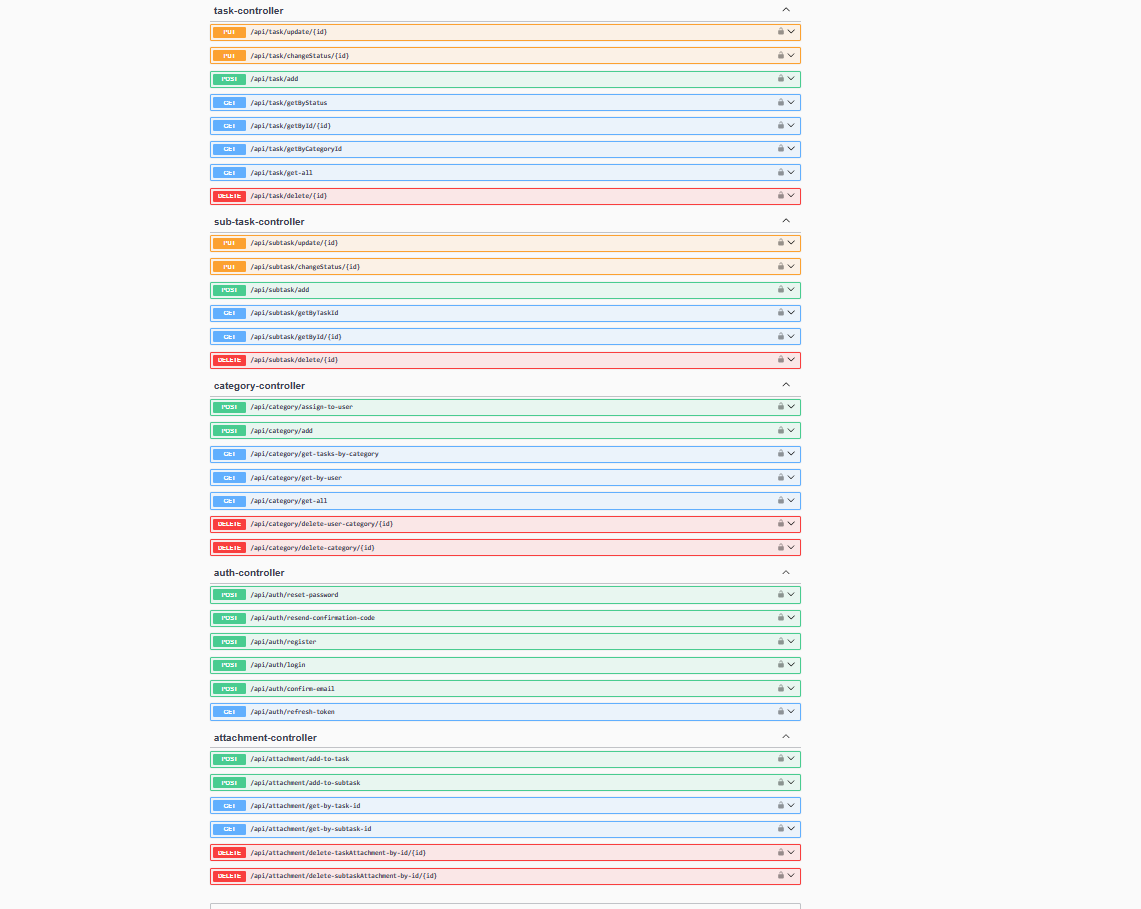 task-controller
PUT /api/task/update/{id}
PUT /api/task/changeStatus/{id}
POST /api/task/add
GET /api/task/getByStatus
GET /api/task/getById/{id}
GET /api/task/getByCategoryId
GET /api/task/get-all
DELETE /api/task/delete/{id}
sub-task-controller
PUT /api/subtask/update/{id}
PUT /api/subtask/changeStatus/{id}
POST /api/subtask/add
GET /api/subtask/getByTaskId
GET /api/subtask/getById/{id}
DELETE /api/subtask/delete/{id}
category-controller
POST /api/category/assign-to-user
POST /api/category/add
GET /api/category/get-tasks-by-category
GET /api/category/get-by-user
GET /api/category/get-all
DELETE /api/category/delete-user-category/{id}
DELETE /api/category/delete-category/{id}
auth-controller
POST /api/auth/reset-password
POST /api/auth/resend-confirmation-code
POST /api/auth/register
POST /api/auth/login
POST /api/auth/confirm-email
GET /api/auth/refresh-token
attachment-controller
POST /api/attachment/add-to-task
POST /api/attachment/add-to-subtask
GET /api/attachment/get-by-task-id
GET /api/attachment/get-by-subtask-id
DELETE /api/attachment/delete-taskAttachment-by-id/{id}
DELETE /api/attachment/delete-subtaskAttachment-by-id/{id}